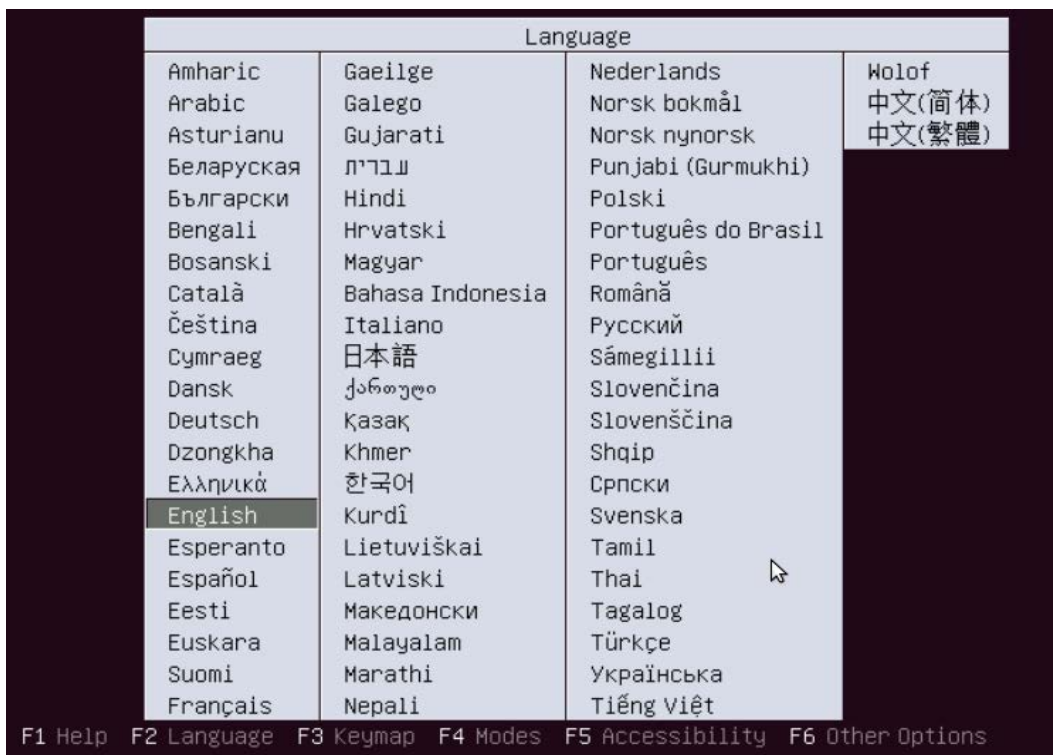 Language
Amharic
Arabic
Asturianu
Беларуская
Български
Bengali
Bosanski
Català
Čeština
Cymraeg
Dansk
Deutsch
Dzongkha
Ελληνικά
English
Esperanto
Español
Eesti
Euskara
Suomi
Français
Gaeilge
Galego
Gujarati
עברית
Hindi
Hrvatski
Magyar
Bahasa Indonesia
Italiano
日本語
ქართული
Қазақ
Khmer
한국어
Kurdî
Lietuviškai
Latviski
Македонски
Malayalam
Marathi
Nepali
Nederlands
Norsk bokmål
Norsk nynorsk
Punjabi (Gurmukhi)
Polski
Português do Brasil
Português
Română
Русский
Sámegillii
Slovenčina
Slovenščina
Shqip
Српски
Svenska
Tamil
Thai
Tagalog
Türkçe
Українська
Tiếng Việt
Wolof
中文(简体)
中文(繁體)
F1 Help F2 Language F3 Keymap F4 Modes F5 Accessibility F6 Other Options